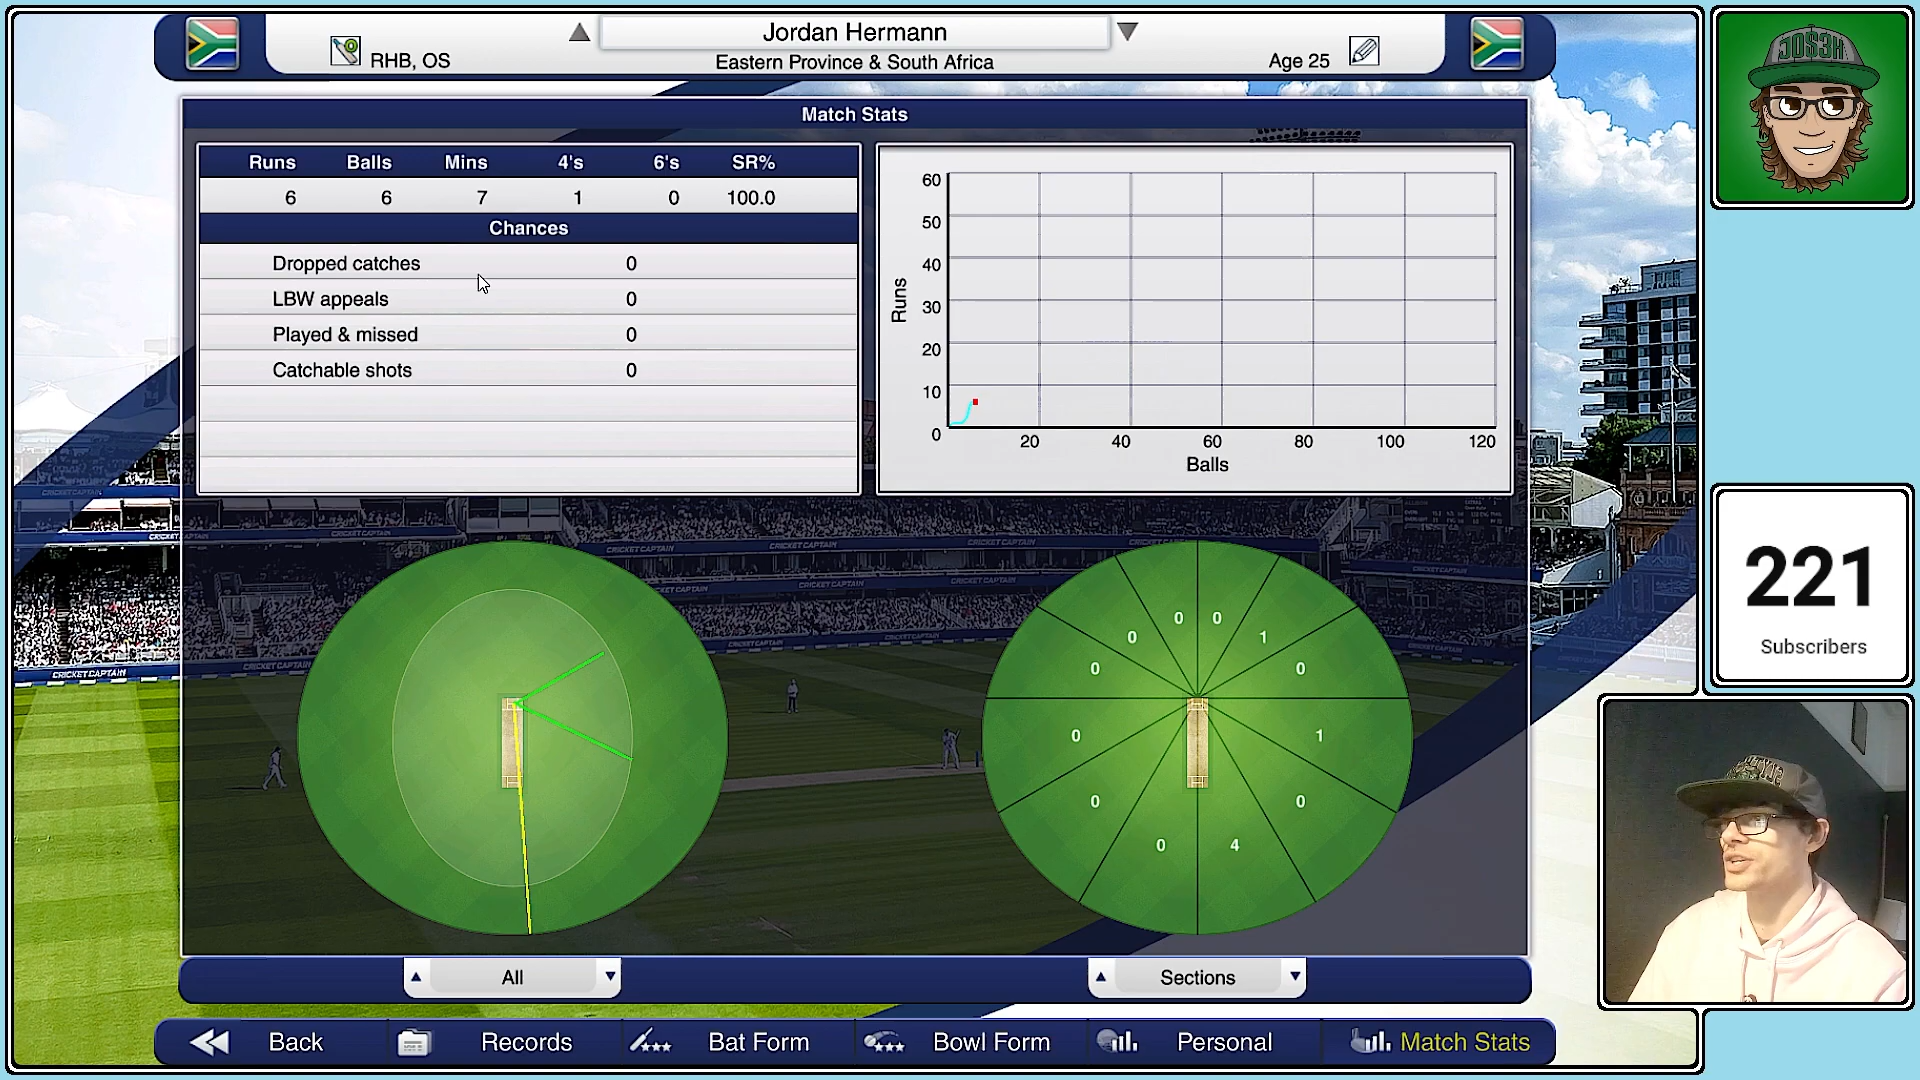 Jordan Hermann
RHB, OS
Eastern Province & South Africa
Age 25
Match Stats
Runs Balls Mins 4's 6's SR%
6 6 7 1 0 100.0
Chances
Dropped catches 0
LBW appeals 0
Played & missed 0
Catchable shots 0
Runs
60
50
40
30
20
10
0
20 40 60 80 100 120
Balls
CRICKET CAPTAIN
0 0 0 1
0 0
0 1
0 0
0 4
All
Sections
Back Records Bat Form Bowl Form Personal Match Stats
JO$3H
221
Subscribers